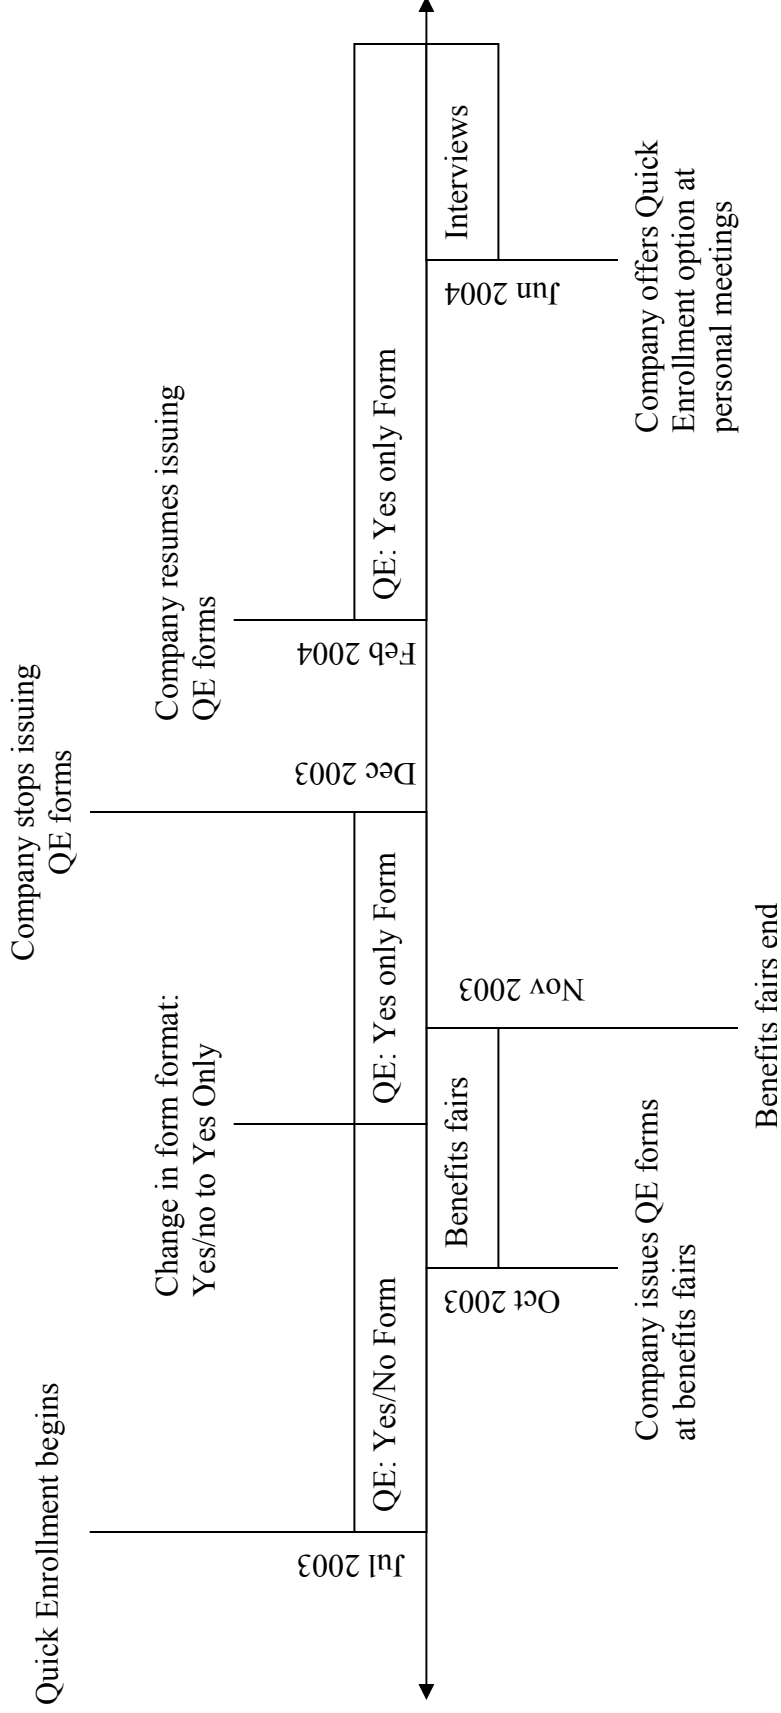 Quick Enrollment begins
Company stops issuing
QE forms
Change in form format:
Yes/no to Yes Only
Company resumes issuing
QE forms
Jul 2003
Dec 2003
Feb 2004
QE: Yes/No Form
QE: Yes only Form
QE: Yes only Form
Oct 2003
Benefits fairs
Nov 2003
Jun 2004
Interviews
Company issues QE forms
at benefits fairs
Benefits fairs end
Company offers Quick
Enrollment option at
personal meetings